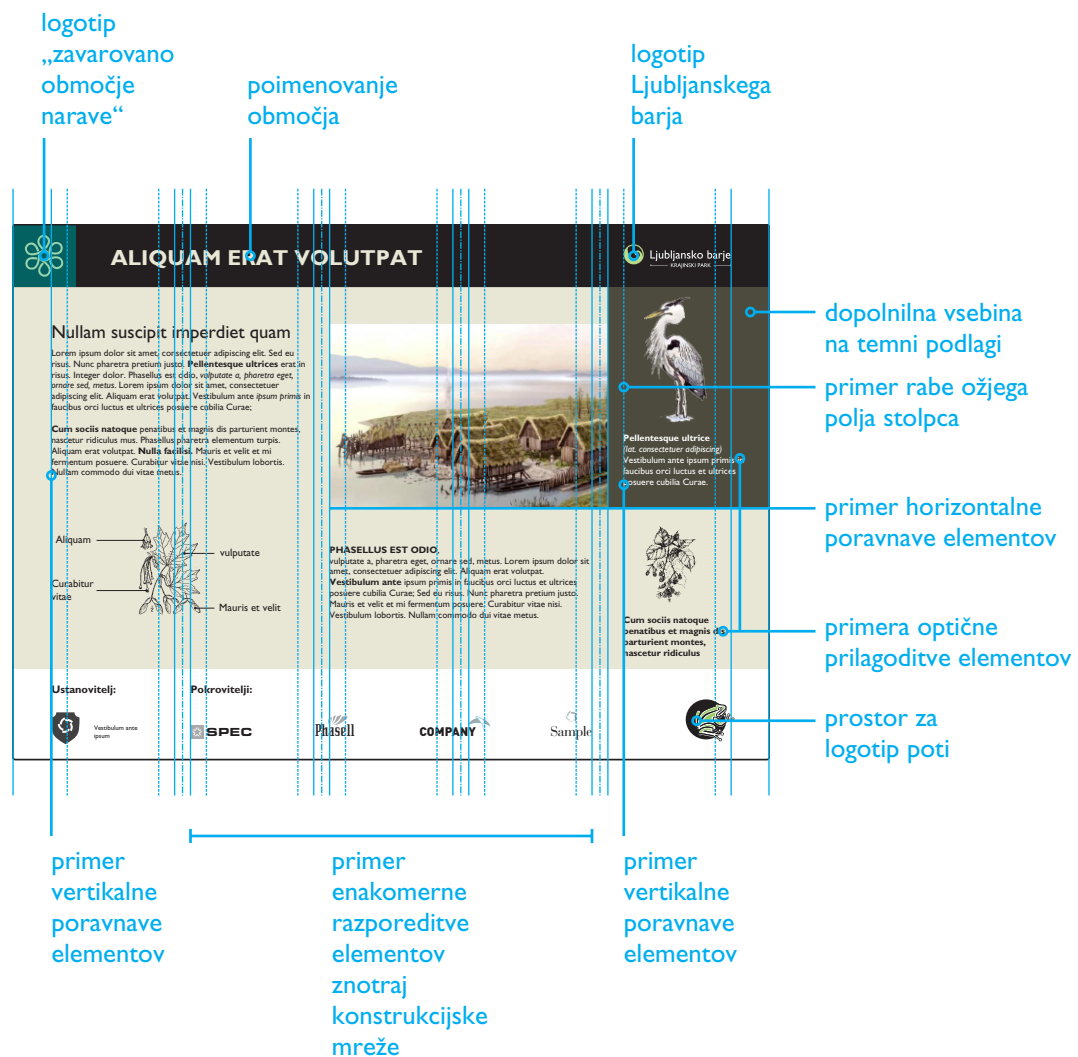 logotip
„zavarovano
območje
narave“
poimenovanje
območja
logotip
Ljubljanskega
barja
ALIQUAM ERAT VOLUTPAT
Ljubljansko barje
KRAJINSKI PARK
Nullam suscipit imperdiet quam
Lorem ipsum dolor sit amet, consectetuer adipiscing elit. Sed eu
risus. Nunc pharetra pretium justo. Pellentesque ultrices erat in
risus. Integer dolor. Phasellus est odio, vulputate a, pharetra eget,
ornare sed, metus. Lorem ipsum dolor sit amet, consectetuer
adipiscing elit. Aliquam erat volutpat. Vestibulum ante ipsum primis in
faucibus orci luctus et ultrices posuere cubilia Curae;
Cum sociis natoque penatibus et magnis dis parturient montes,
nascetur ridiculus mus. Phasellus pharetra elementum turpis.
Aliquam erat volutpat. Nulla facilisi. Mauris et velit et mi
fermentum posuere. Curabitur vitae nisi. Vestibulum lobortis.
Nullam commodo dui vitae metus.
Aliquam
vulputate
Curabitur
vitae
Mauris et velit
PHASELLUS EST ODIO,
vulputate a, pharetra eget, ornare sed, metus. Lorem ipsum dolor sit
amet, consectetuer adipiscing elit. Aliquam erat volutpat.
Vestibulum ante ipsum primis in faucibus orci luctus et ultrices
posuere cubilia Curae; Sed eu risus. Nunc pharetra pretium justo.
Mauris et velit et mi fermentum posuere. Curabitur vitae nisi.
Vestibulum lobortis. Nullam commodo dui vitae metus.
Pellentesque ultrice
(lat. consectetuer adipiscing)
Vestibulum ante ipsum primis in
faucibus orci luctus et ultrices
posuere cubilia Curae.
Cum sociis natoque
penatibus et magnis dis
parturient montes,
nascetur ridiculus
Ustanovitelj:
Pokrovitelji:
Vestibulum ante
ipsum
SPEC
Phasell
COMPANY
Sample
dopolnilna vsebina
na temni podlagi
primer rabe ožjega
polja stolpca
primer horizontalne
poravnave elementov
primera optične
prilagoditve elementov
prostor za
logotip poti
primer
vertikalne
poravnave
elementov
primer
enakomerne
razporeditve
elementov
znotraj
konstrukcijske
mreže
primer
vertikalne
poravnave
elementov